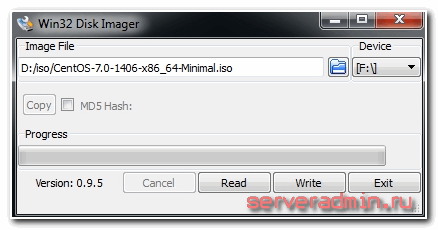 Win32 Disk Imager
Image File
Device
D:/iso/CentOS-7.0-1406-x86_64-Minimal.iso
[F:\]
Copy
MD5 Hash:
Progress
Version: 0.9.5
Cancel
Read
Write
Exit
serveradmin.ru